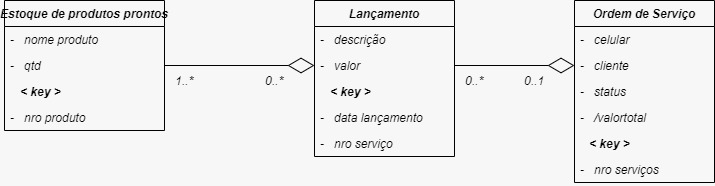 Estoque de produtos prontos
- nome produto
- qtd
< key >
- nro produto
1..*
0..*
Lançamento
- descrição
- valor
< key >
- data lançamento
- nro serviço
0..*
0..1
Ordem de Serviço
- celular
- cliente
- status
- /valortotal
< key >
- nro serviços